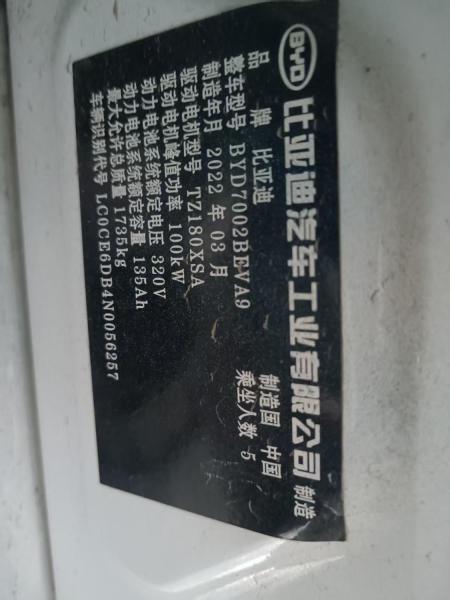 BYD 比亚迪汽车工业有限公司 制造
品 牌 比亚迪 制造国 中国
整车型号 BYD7002BEVA9 乘坐人数 5
制造年月 2022 年 03 月
驱动电机型号 TZ180XSA
驱动电机峰值功率 100kW
动力电池系统额定电压 320V
动力电池系统额定容量 135Ah
最大允许总质量 1735kg
车辆识别代号 LC0CE6DB4N0056257